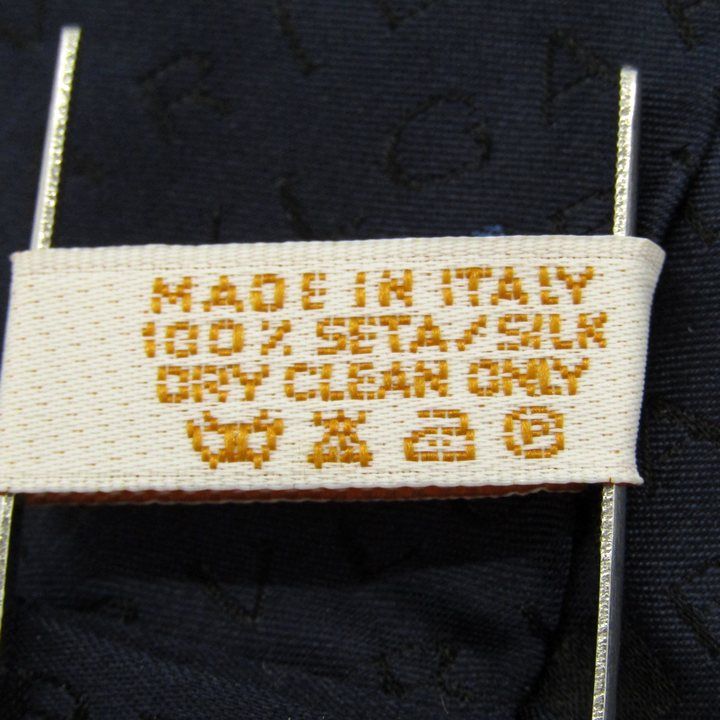 MADE IN ITALY
100% SETA/SILK
DRY CLEAN ONLY
P